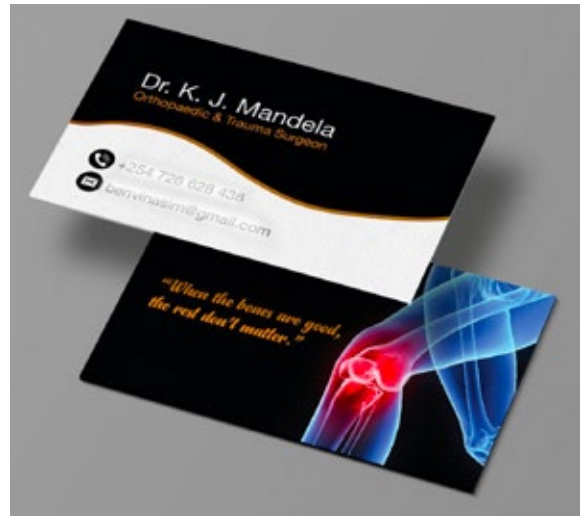 Dr. K. J. Mandela
Orthopaedic & Trauma Surgeon
+254 726 628 438
benvinasim@gmail.com
“When the bones are good,
the rest don't matter.”